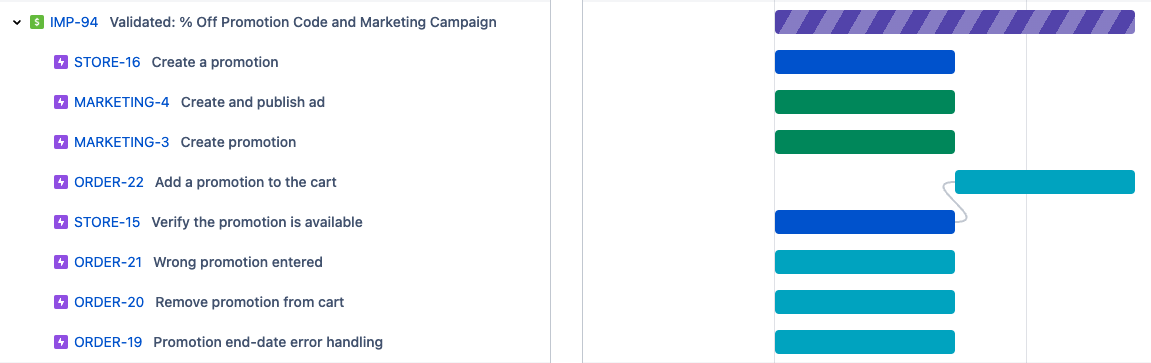 $ IMP-94 Validated: % Off Promotion Code and Marketing Campaign
STORE-16 Create a promotion
MARKETING-4 Create and publish ad
MARKETING-3 Create promotion
ORDER-22 Add a promotion to the cart
STORE-15 Verify the promotion is available
ORDER-21 Wrong promotion entered
ORDER-20 Remove promotion from cart
ORDER-19 Promotion end-date error handling